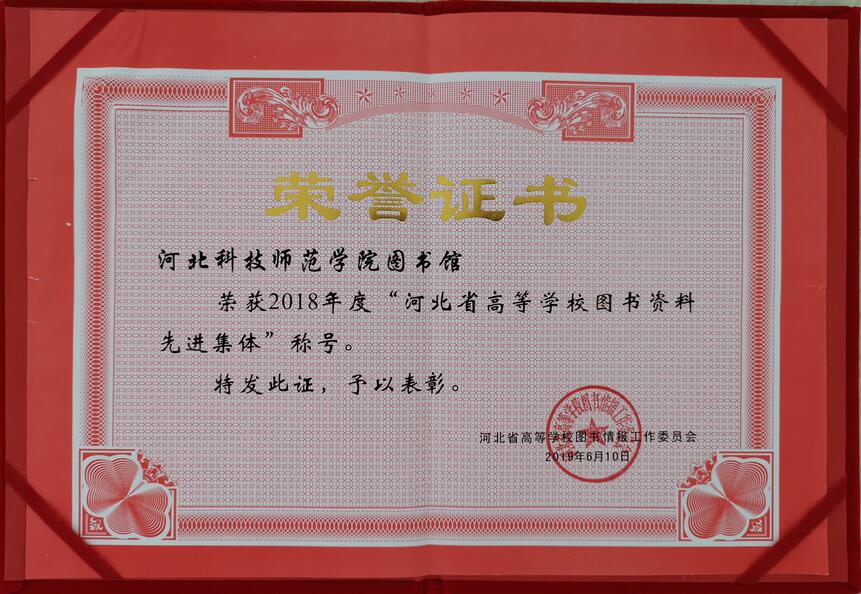 荣誉证书
河北科技师范学院图书馆
荣获2018年度“河北省高等学校图书资料
先进集体”称号。
特发此证，予以表彰。
河北省高等学校图书情报工作委员会
2019年6月10日